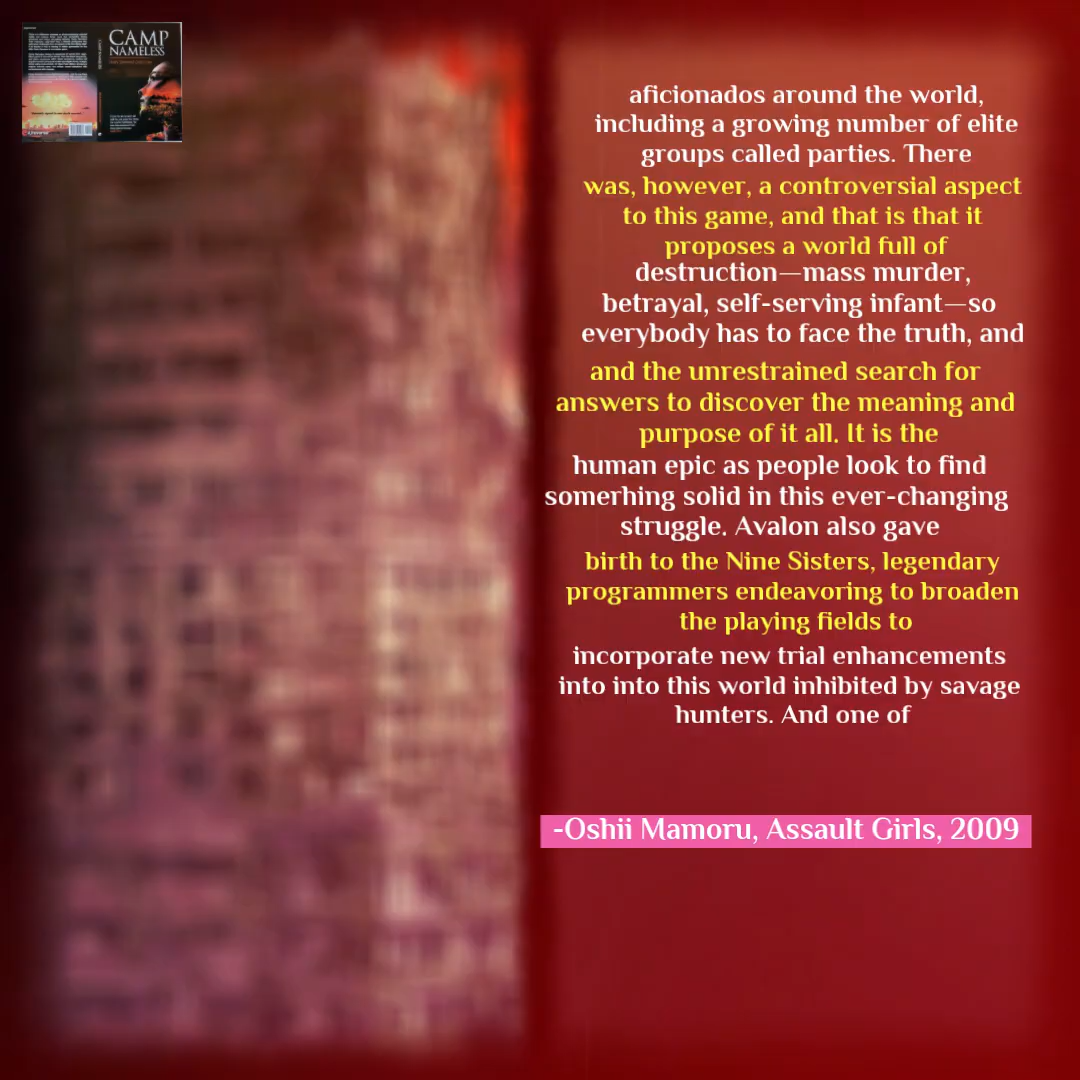 CAMP
NAMELESS
aficionados around the world,
including a growing number of elite
groups called parties. There
was, however, a controversial aspect
to this game, and that is that it
proposes a world full of
destruction—mass murder,
betrayal, self-serving infant—so
everybody has to face the truth, and
and the unrestrained search for
answers to discover the meaning and
purpose of it all. It is the
human epic as people look to find
somerhing solid in this ever-changing
struggle. Avalon also gave
birth to the Nine Sisters, legendary
programmers endeavoring to broaden
the playing fields to
incorporate new trial enhancements
into into this world inhibited by savage
hunters. And one of
-Oshii Mamoru, Assault Girls, 2009